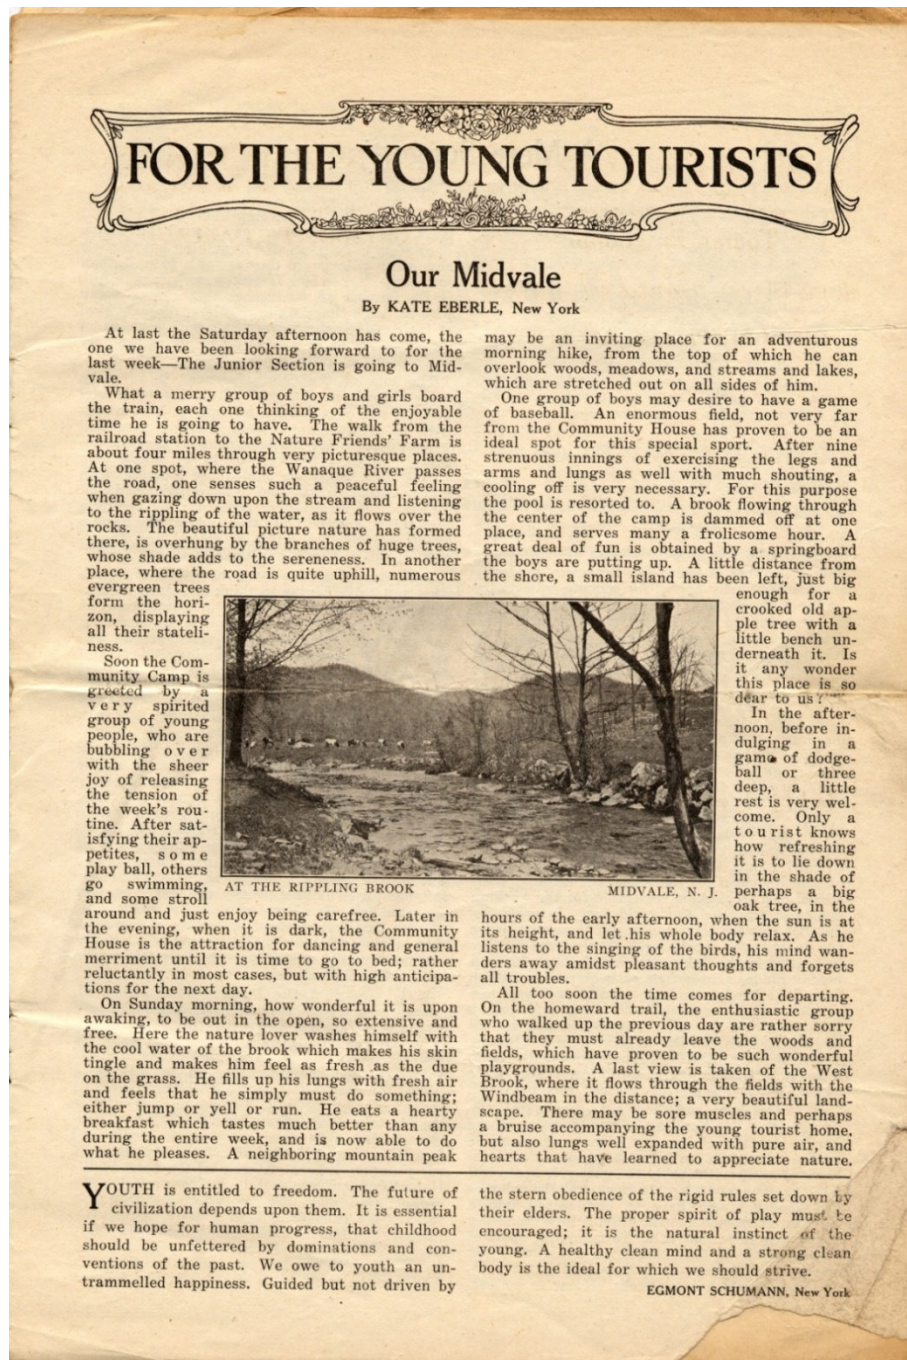 FOR THE YOUNG TOURISTS
Our Midvale
By KATE EBERLE, New York
At last the Saturday afternoon has come, the
one we have been looking forward to for the
last week—The Junior Section is going to Mid-
vale.
What a merry group of boys and girls board
the train, each one thinking of the enjoyable
time he is going to have. The walk from the
railroad station to the Nature Friends' Farm is
about four miles through very picturesque places.
At one spot, where the Wanaque River passes
the road, one senses such a peaceful feeling
when gazing down upon the stream and listening
to the rippling of the water, as it flows over the
rocks. The beautiful picture nature has formed
there, is overhung by the branches of huge trees,
whose shade adds to the sereneness. In another
place, where the road is quite uphill, numerous
evergreen trees
form the hori-
zon, displaying
all their stateli-
ness.
Soon the Com-
munity Camp is
greeted by a
very spirited
group of young
people, who are
bubbling over
with the sheer
joy of releasing
the tension of
the week's rou-
tine. After sat-
isfying their ap-
petites, some
play ball, others
go swimming,
and some stroll
around and just enjoy being carefree. Later in
the evening, when it is dark, the Community
House is the attraction for dancing and general
merriment until it is time to go to bed; rather
reluctantly in most cases, but with high anticipa-
tions for the next day.
On Sunday morning, how wonderful it is upon
awaking, to be out in the open, so extensive and
free. Here the nature lover washes himself with
the cool water of the brook which makes his skin
tingle and makes him feel as fresh as the due
on the grass. He fills up his lungs with fresh air
and feels that he simply must do something;
either jump or yell or run. He eats a hearty
breakfast which tastes much better than any
during the entire week, and is now able to do
what he pleases. A neighboring mountain peak
may be an inviting place for an adventurous
morning hike, from the top of which he can
overlook woods, meadows, and streams and lakes,
which are stretched out on all sides of him.
One group of boys may desire to have a game
of baseball. An enormous field, not very far
from the Community House has proven to be an
ideal spot for this special sport. After nine
strenuous innings of exercising the legs and
arms and lungs as well with much shouting, a
cooling off is very necessary. For this purpose
the pool is resorted to. A brook flowing through
the center of the camp is dammed off at one
place, and serves many a frolicsome hour. A
great deal of fun is obtained by a springboard
the boys are putting up. A little distance from
the shore, a small island has been left, just big
enough for a
crooked old ap-
ple tree with a
little bench un-
derneath it. Is
it any wonder
this place is so
dear to us?
In the after-
noon, before in-
dulging in a
game of dodge-
ball or three
deep, a little
rest is very wel-
come. Only a
tourist knows
how refreshing
it is to lie down
in the shade of
perhaps a big
oak tree, in the
hours of the early afternoon, when the sun is at
its height, and let his whole body relax. As he
listens to the singing of the birds, his mind wan-
ders away amidst pleasant thoughts and forgets
all troubles.
All too soon the time comes for departing.
On the homeward trail, the enthusiastic group
who walked up the previous day are rather sorry
that they must already leave the woods and
fields, which have proven to be such wonderful
playgrounds. A last view is taken of the West
Brook, where it flows through the fields with the
Windbeam in the distance; a very beautiful land-
scape. There may be sore muscles and perhaps
a bruise accompanying the young tourist home,
but also lungs well expanded with pure air, and
hearts that have learned to appreciate nature.
AT THE RIPPLING BROOK
MIDVALE, N. J.
YOUTH is entitled to freedom. The future of
civilization depends upon them. It is essential
if we hope for human progress, that childhood
should be unfettered by dominations and con-
ventions of the past. We owe to youth an un-
trammelled happiness. Guided but not driven by
the stern obedience of the rigid rules set down by
their elders. The proper spirit of play must be
encouraged; it is the natural instinct of the
young. A healthy clean mind and a strong clean
body is the ideal for which we should strive.
EGMONT SCHUMANN, New York